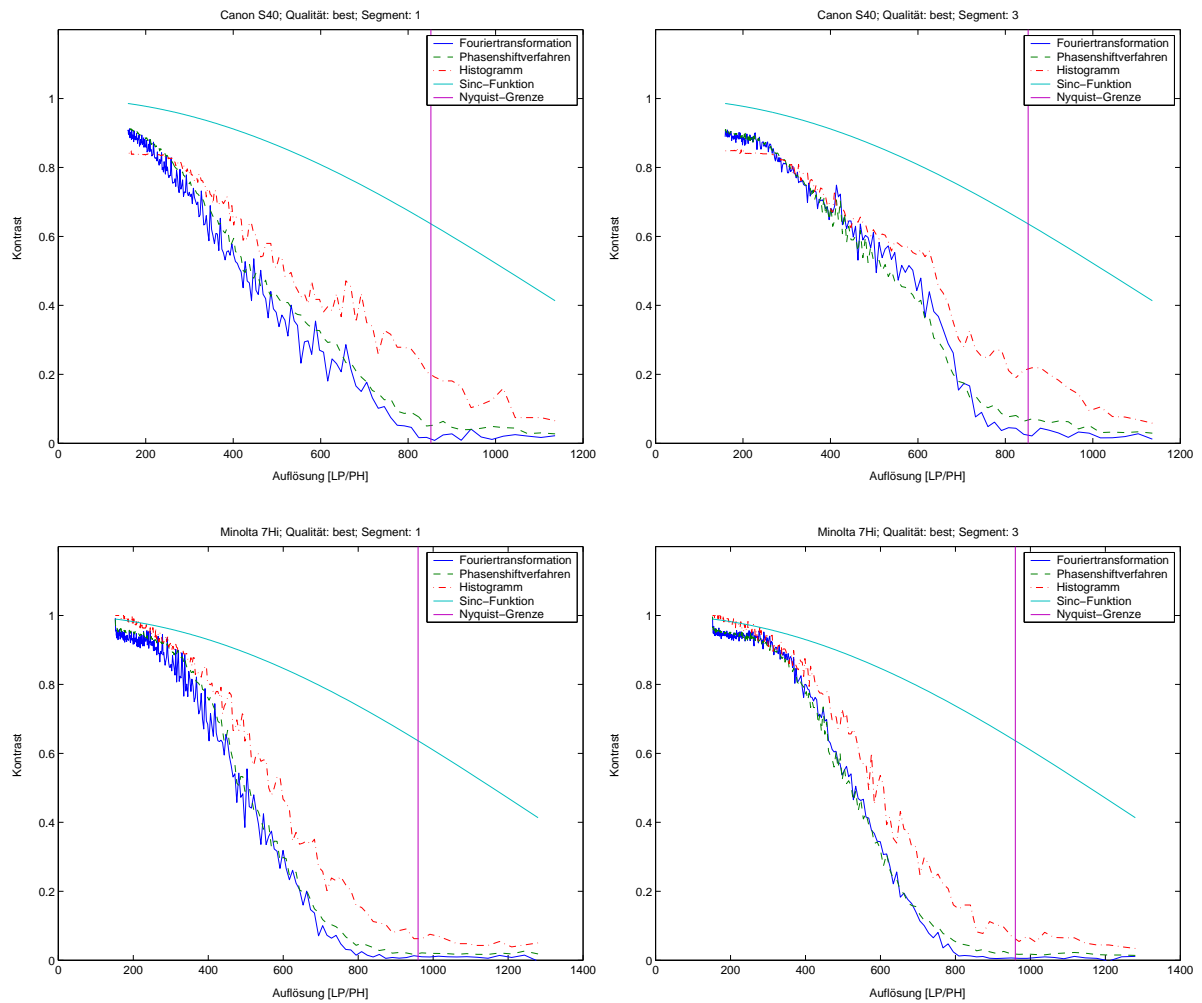 Canon S40; Qualität: best; Segment: 1
Fouriertransformation
Phasenshiftverfahren
Histogramm
Sinc−Funktion
Nyquist−Grenze
1
0.8
0.6
0.4
0.2
0
Kontrast
0 200 400 600 800 1000 1200
Auflösung [LP/PH]
Canon S40; Qualität: best; Segment: 3
Fouriertransformation
Phasenshiftverfahren
Histogramm
Sinc−Funktion
Nyquist−Grenze
1
0.8
0.6
0.4
0.2
0
Kontrast
0 200 400 600 800 1000 1200
Auflösung [LP/PH]
Minolta 7Hi; Qualität: best; Segment: 1
Fouriertransformation
Phasenshiftverfahren
Histogramm
Sinc−Funktion
Nyquist−Grenze
1
0.8
0.6
0.4
0.2
0
Kontrast
0 200 400 600 800 1000 1200 1400
Auflösung [LP/PH]
Minolta 7Hi; Qualität: best; Segment: 3
Fouriertransformation
Phasenshiftverfahren
Histogramm
Sinc−Funktion
Nyquist−Grenze
1
0.8
0.6
0.4
0.2
0
Kontrast
0 200 400 600 800 1000 1200 1400
Auflösung [LP/PH]